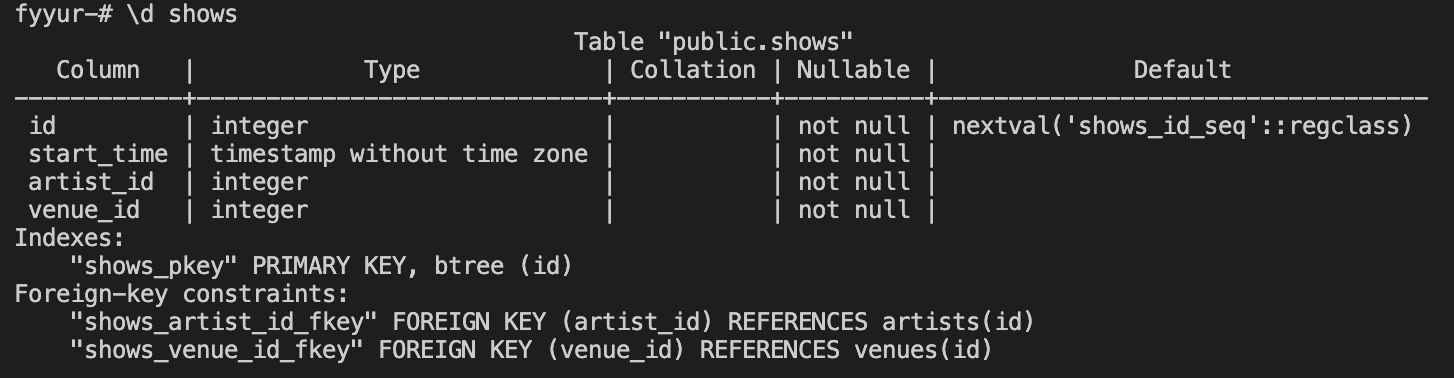 fyyur-# \d shows
                                        Table "public.shows"
   Column   |            Type             | Collation | Nullable |              Default
------------+-----------------------------+-----------+----------+-----------------------------------
 id         | integer                     |           | not null | nextval('shows_id_seq'::regclass)
 start_time | timestamp without time zone |           | not null |
 artist_id  | integer                     |           | not null |
 venue_id   | integer                     |           | not null |
Indexes:
    "shows_pkey" PRIMARY KEY, btree (id)
Foreign-key constraints:
    "shows_artist_id_fkey" FOREIGN KEY (artist_id) REFERENCES artists(id)
    "shows_venue_id_fkey" FOREIGN KEY (venue_id) REFERENCES venues(id)